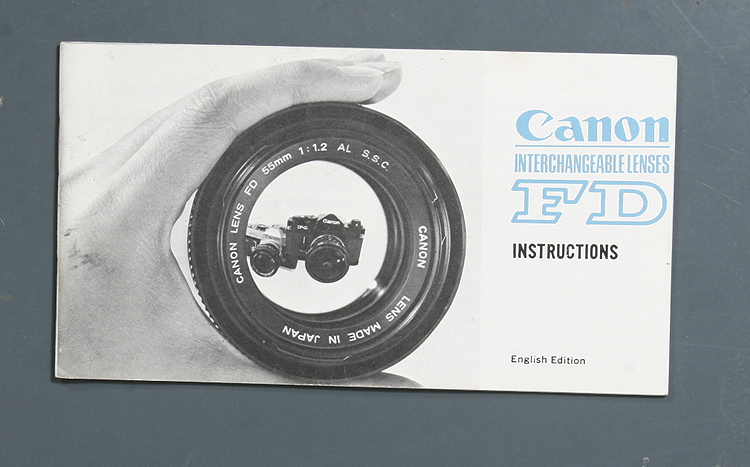 Canon
INTERCHANGEABLE LENSES
FD
INSTRUCTIONS
English Edition
CANON LENS FD 55mm 1:1.2 AL S.S.C.
CANON LENS MADE IN JAPAN
Canon